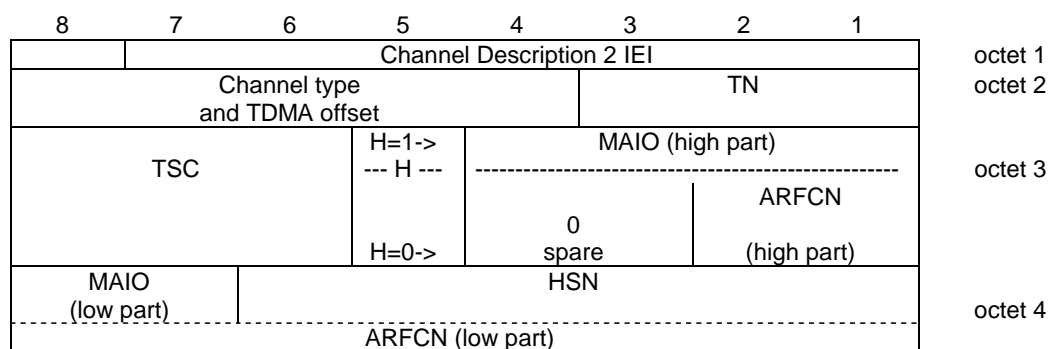 8 7 6 5 4 3 2 1
Channel Description 2 IEI octet 1
Channel type TN octet 2
and TDMA offset
H=1-> MAIO (high part)
TSC --- H --- ------------------------------------------------------ octet 3
ARFCN
0
H=0-> spare (high part)
MAIO HSN
(low part) octet 4
ARFCN (low part)